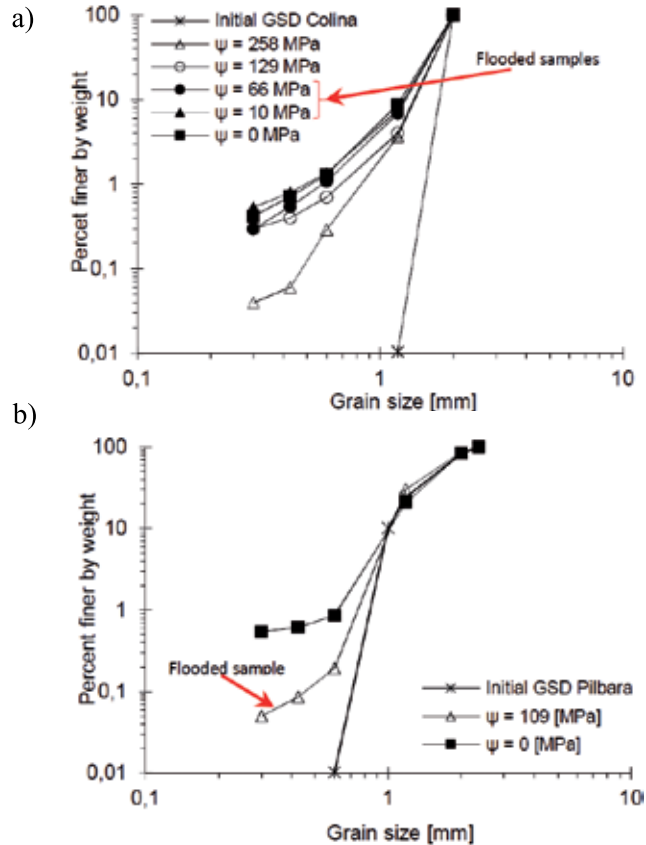 a)
Initial GSD Colina
ψ = 258 MPa
ψ = 129 MPa
ψ = 66 MPa
ψ = 10 MPa
ψ = 0 MPa
Flooded samples
100
10
1
0,1
0,01
Percet finer by weight
0,1 1 10
Grain size [mm]
b)
100
10
1
0,1
0,01
Percent finer by weight
Flooded sample
Initial GSD Pilbara
ψ = 109 [MPa]
ψ = 0 [MPa]
0,1 1 10
Grain size [mm]